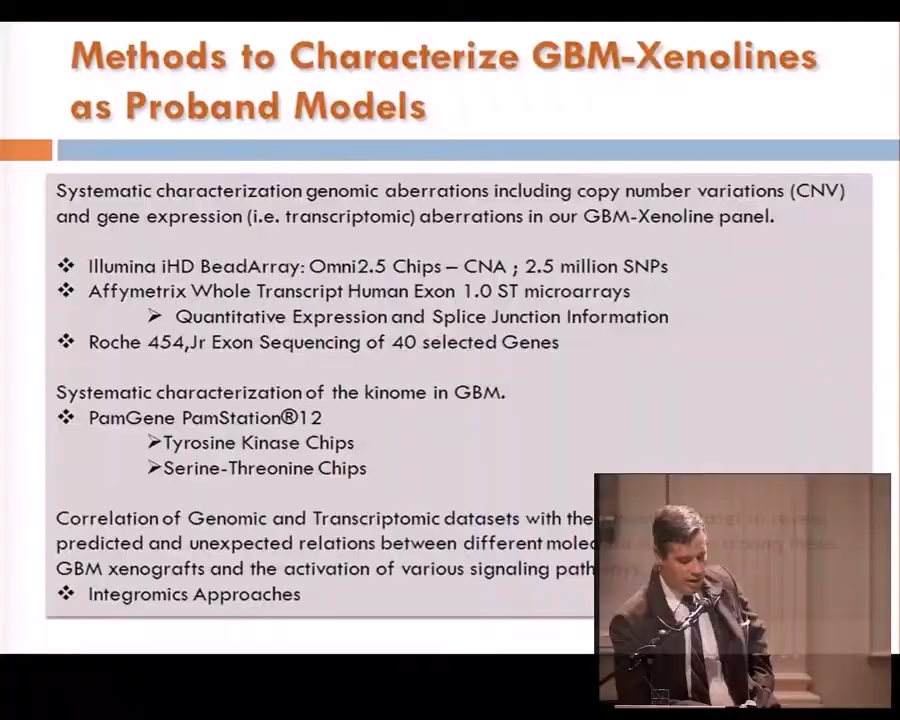 Methods to Characterize GBM-Xenolines
as Proband Models
Systematic characterization genomic aberrations including copy number variations (CNV)
and gene expression (i.e. transcriptomic) aberrations in our GBM-Xenoline panel.
❖ Illumina iHD BeadArray: Omni2.5 Chips – CNA ; 2.5 million SNPs
❖ Affymetrix Whole Transcript Human Exon 1.0 ST microarrays
➢ Quantitative Expression and Splice Junction Information
❖ Roche 454,Jr Exon Sequencing of 40 selected Genes
Systematic characterization of the kinome in GBM.
❖ PamGene PamStation®12
➢Tyrosine Kinase Chips
➢Serine-Threonine Chips
Correlation of Genomic and Transcriptomic datasets with the
predicted and unexpected relations between different these
GBM xenografts and the activation of various signaling
❖ Integromics Approaches